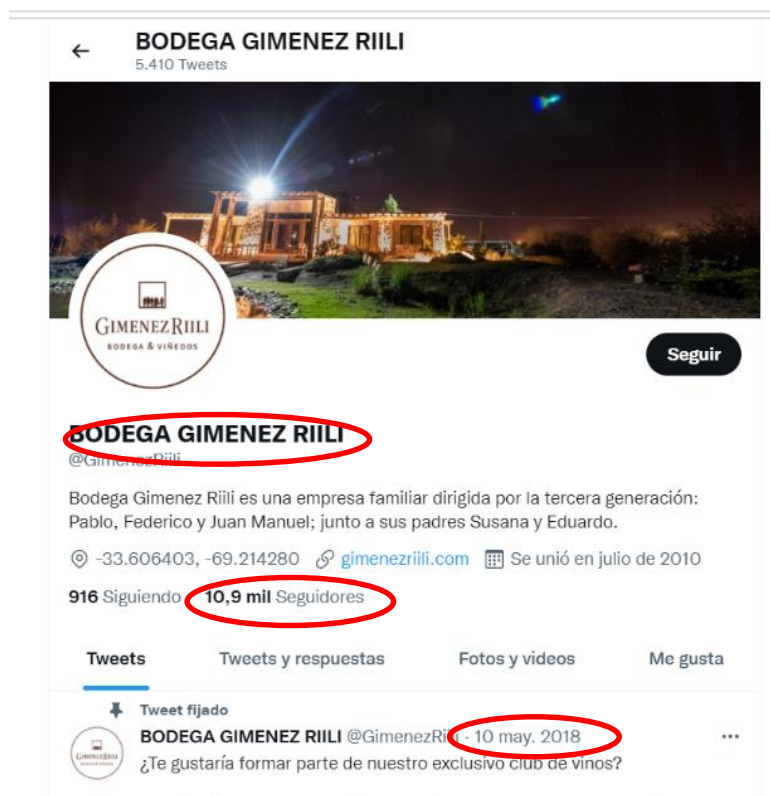 BODEGA GIMENEZ RIILI
5.410 Tweets
GIMENEZ RIILI
BODEGA & VIÑEDOS
Seguir
BODEGA GIMENEZ RIILI
@GimenezRiili
Bodega Gimenez Riili es una empresa familiar dirigida por la tercera generación:
Pablo, Federico y Juan Manuel; junto a sus padres Susana y Eduardo.
-33.606403, -69.214280 gimenezriili.com Se unió en julio de 2010
916 Siguiendo 10,9 mil Seguidores
Tweets Tweets y respuestas Fotos y videos Me gusta
Tweet fijado
BODEGA GIMENEZ RIILI @GimenezRiili · 10 may. 2018
¿Te gustaría formar parte de nuestro exclusivo club de vinos?